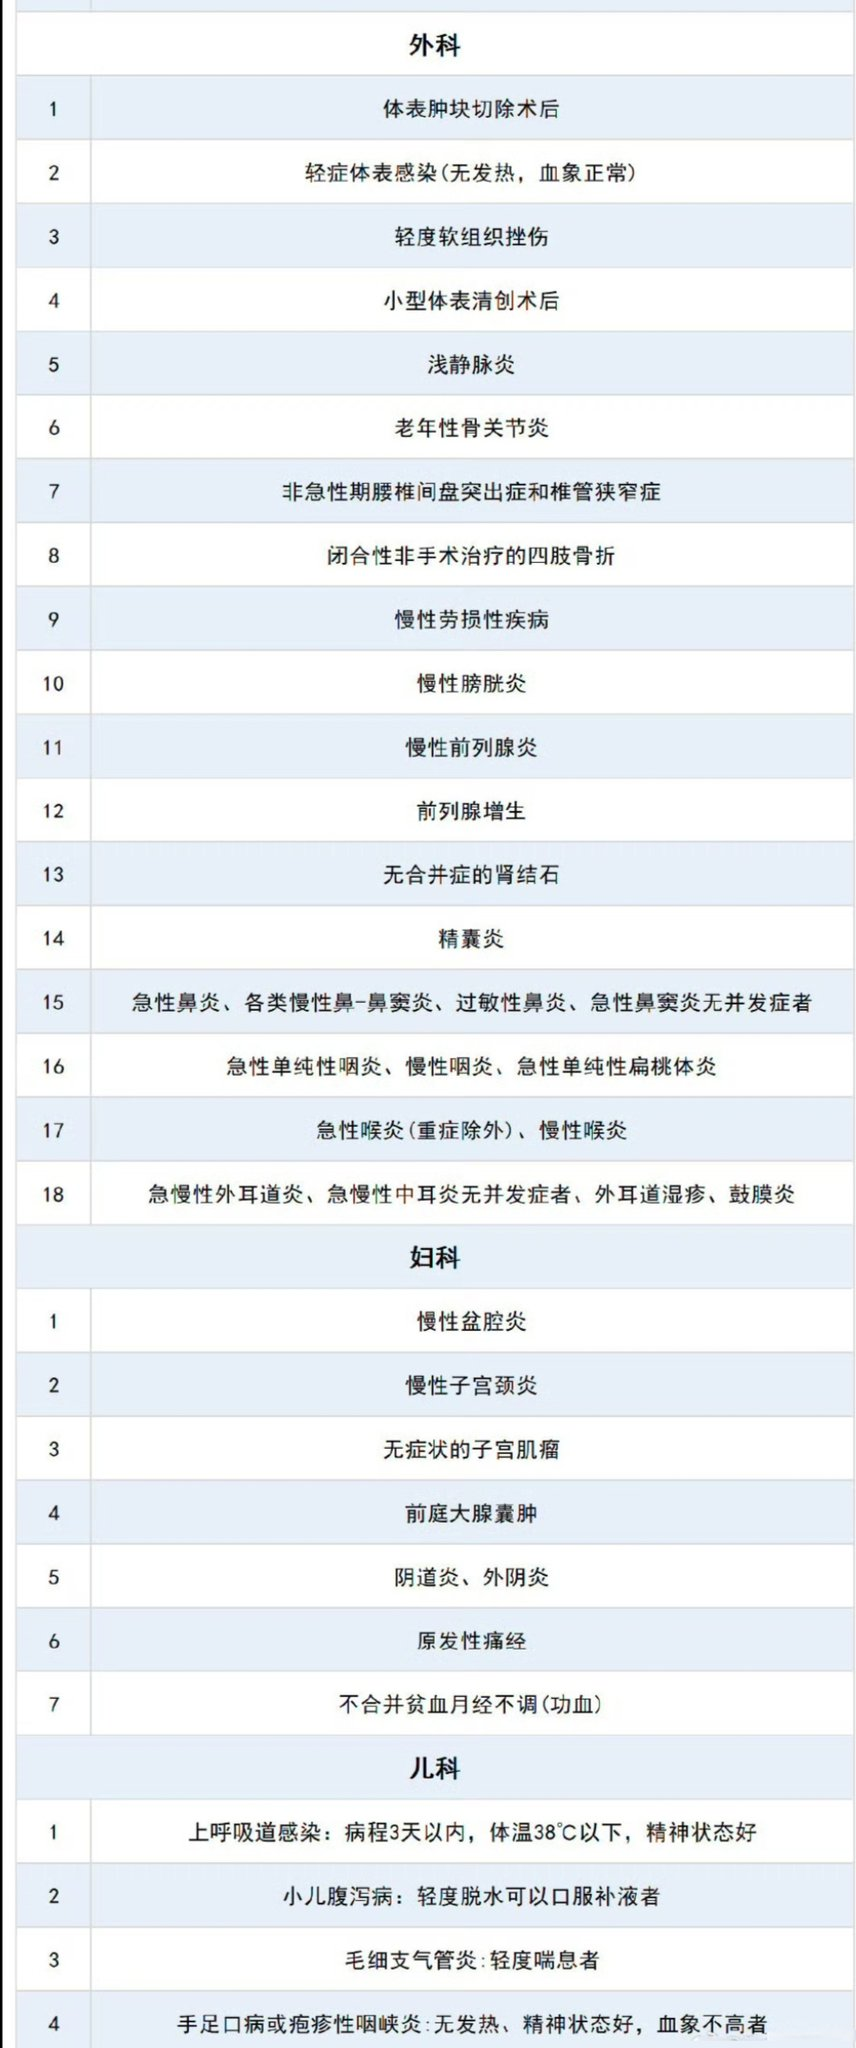 外科
1 体表肿块切除术后
2 轻症体表感染(无发热，血象正常)
3 轻度软组织挫伤
4 小型体表清创术后
5 浅静脉炎
6 老年性骨关节炎
7 非急性期腰椎间盘突出症和椎管狭窄症
8 闭合性非手术治疗的四肢骨折
9 慢性劳损性疾病
10 慢性膀胱炎
11 慢性前列腺炎
12 前列腺增生
13 无合并症的肾结石
14 精囊炎
15 急性鼻炎、各类慢性鼻-鼻窦炎、过敏性鼻炎、急性鼻窦炎无并发症者
16 急性单纯性咽炎、慢性咽炎、急性单纯性扁桃体炎
17 急性喉炎(重症除外)、慢性喉炎
18 急慢性外耳道炎、急慢性中耳炎无并发症者、外耳道湿疹、鼓膜炎
妇科
1 慢性盆腔炎
2 慢性子宫颈炎
3 无症状的子宫肌瘤
4 前庭大腺囊肿
5 阴道炎、外阴炎
6 原发性痛经
7 不合并贫血月经不调(功血)
儿科
1 上呼吸道感染：病程3天以内，体温38℃以下，精神状态好
2 小儿腹泻病：轻度脱水可以口服补液者
3 毛细支气管炎:轻度喘息者
4 手足口病或疱疹性咽峡炎:无发热、精神状态好，血象不高者